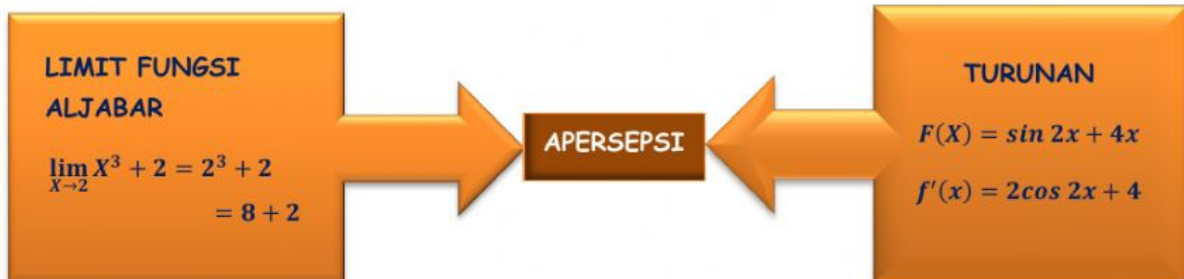 LIMIT FUNGSI
ALJABAR
lim X→2 X³ + 2 = 2³ + 2
= 8 + 2
APERSEPSI
TURUNAN
F(X) = sin 2x + 4x
f'(x) = 2cos 2x + 4